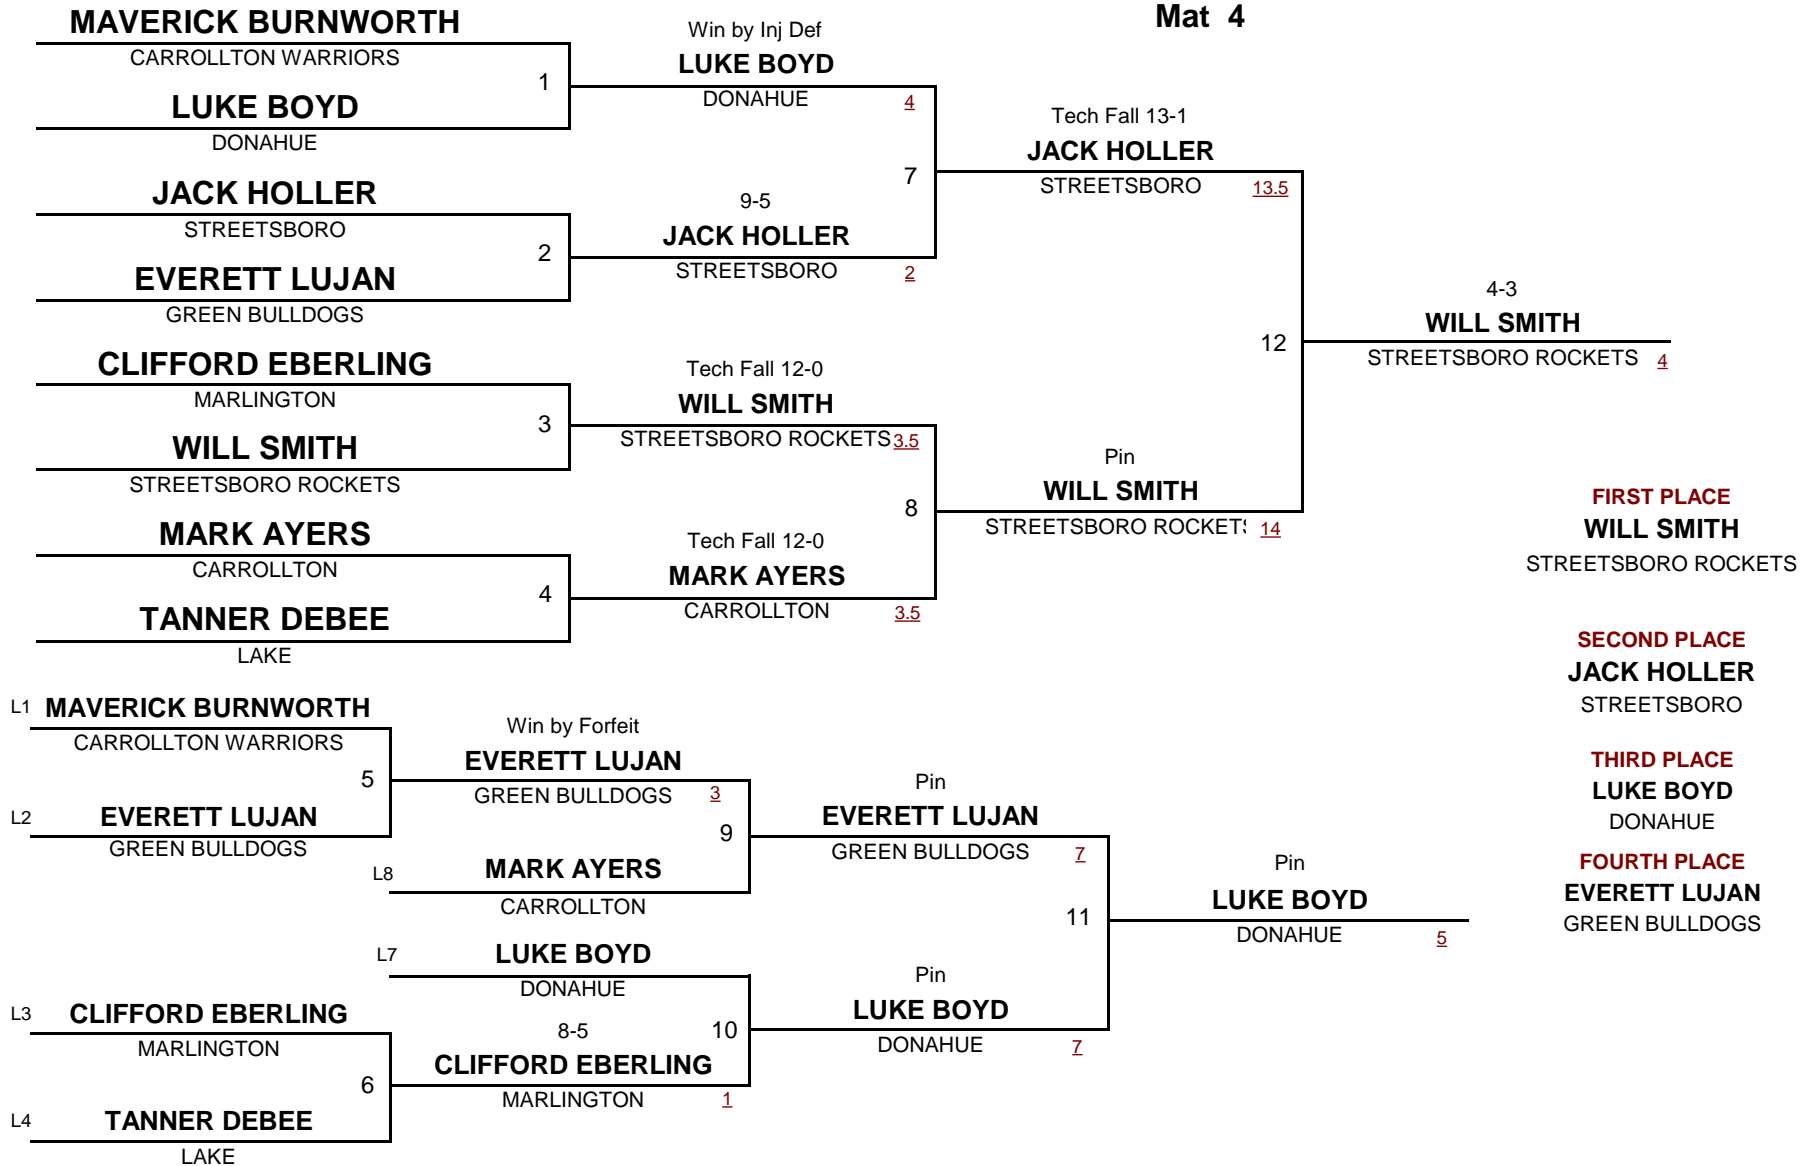 Mat 4
MAVERICK BURNWORTH
CARROLLTON WARRIORS
1
LUKE BOYD
DONAHUE
JACK HOLLER
STREETSBORO
2
EVERETT LUJAN
GREEN BULLDOGS
CLIFFORD EBERLING
MARLINGTON
3
WILL SMITH
STREETSBORO ROCKETS
MARK AYERS
CARROLLTON
4
TANNER DEBEE
LAKE
Win by Inj Def
LUKE BOYD
DONAHUE 4
7
9-5
JACK HOLLER
STREETSBORO 2
Tech Fall 12-0
WILL SMITH
STREETSBORO ROCKETS 3.5
8
Tech Fall 12-0
MARK AYERS
CARROLLTON 3.5
Tech Fall 13-1
JACK HOLLER
STREETSBORO 13.5
12
Pin
WILL SMITH
STREETSBORO ROCKETS 14
4-3
WILL SMITH
STREETSBORO ROCKETS 4
FIRST PLACE
WILL SMITH
STREETSBORO ROCKETS
SECOND PLACE
JACK HOLLER
STREETSBORO
THIRD PLACE
LUKE BOYD
DONAHUE
FOURTH PLACE
EVERETT LUJAN
GREEN BULLDOGS
L1 MAVERICK BURNWORTH
CARROLLTON WARRIORS
5
L2 EVERETT LUJAN
GREEN BULLDOGS
L3 CLIFFORD EBERLING
MARLINGTON
6
L4 TANNER DEBEE
LAKE
Win by Forfeit
EVERETT LUJAN
GREEN BULLDOGS 3
9
L8 MARK AYERS
CARROLLTON
L7 LUKE BOYD
DONAHUE
8-5 10
CLIFFORD EBERLING
MARLINGTON 1
Pin
EVERETT LUJAN
GREEN BULLDOGS 7
11
Pin
LUKE BOYD
DONAHUE 7
Pin
LUKE BOYD
DONAHUE 5